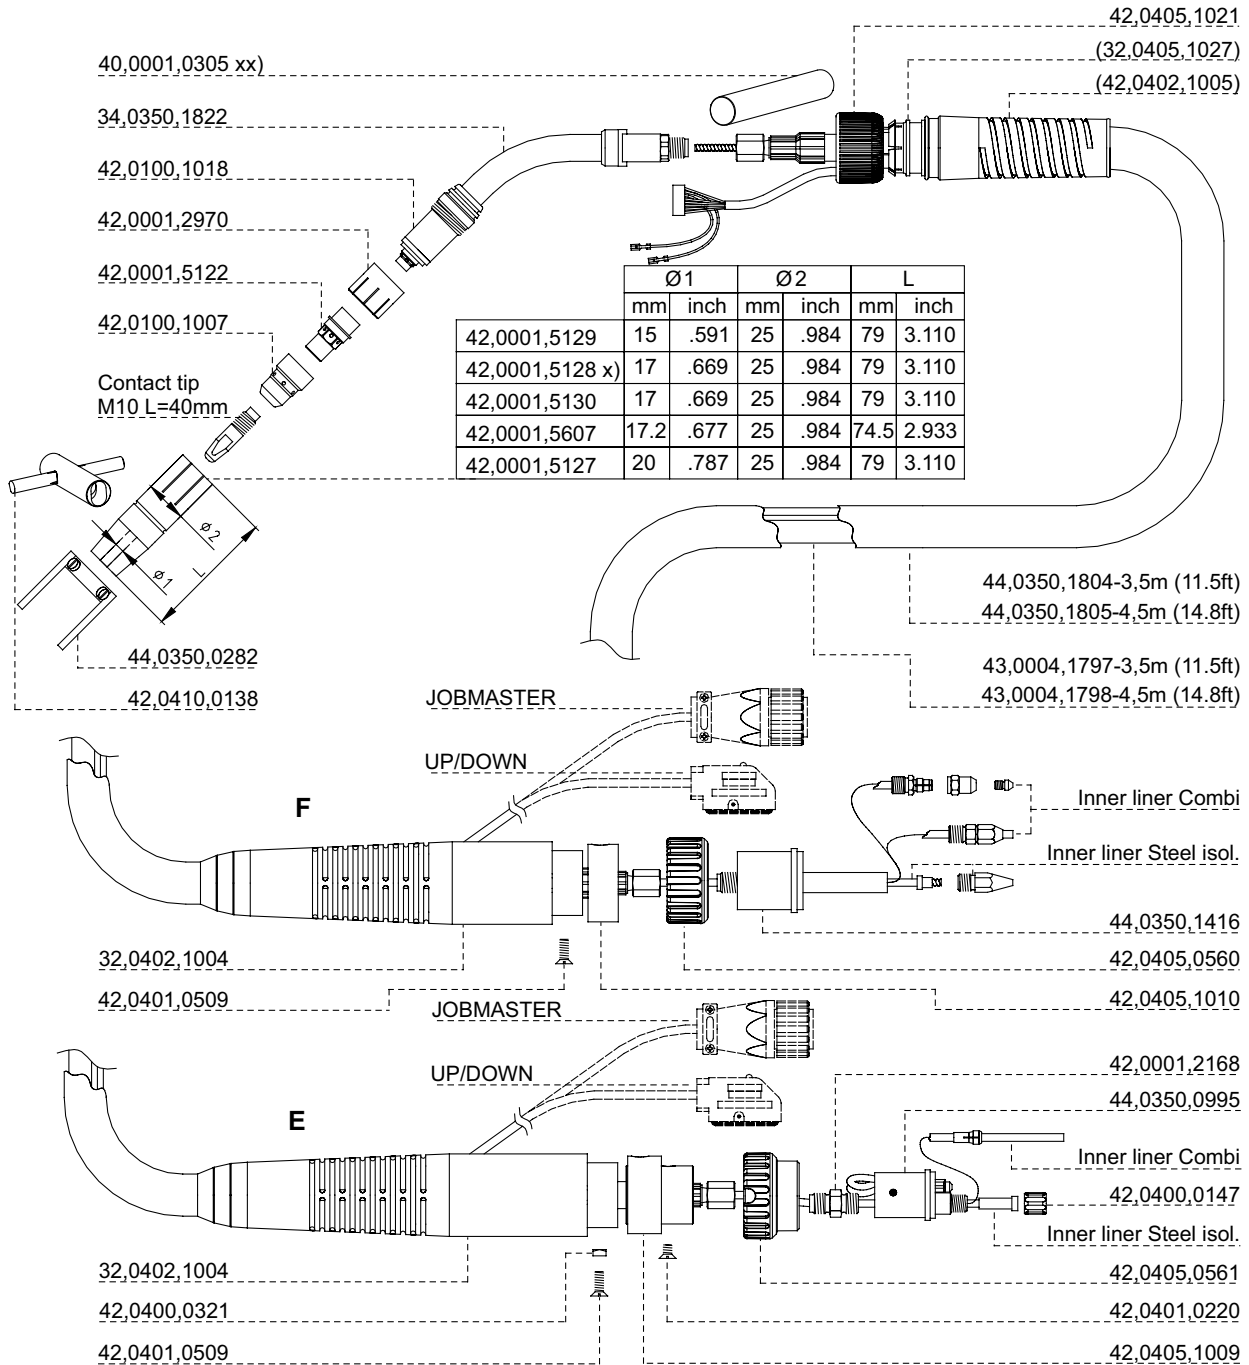 42,0405,1021
(32,0405,1027)
(42,0402,1005)
40,0001,0305 xx)
34,0350,1822
42,0100,1018
42,0001,2970
42,0001,5122
42,0100,1007
Contact tip
M10 L=40mm
Ø1 Ø2 L
mm inch mm inch mm inch
42,0001,5129 15 .591 25 .984 79 3.110
42,0001,5128 x) 17 .669 25 .984 79 3.110
42,0001,5130 17 .669 25 .984 79 3.110
42,0001,5607 17.2 .677 25 .984 74.5 2.933
42,0001,5127 20 .787 25 .984 79 3.110
Ø2
L
Ø1
44,0350,1804-3,5m (11.5ft)
44,0350,1805-4,5m (14.8ft)
43,0004,1797-3,5m (11.5ft)
43,0004,1798-4,5m (14.8ft)
44,0350,0282
42,0410,0138
JOBMASTER
UP/DOWN
F
Inner liner Combi
Inner liner Steel isol.
44,0350,1416
32,0402,1004
42,0405,0560
42,0401,0509
42,0405,1010
JOBMASTER
UP/DOWN
E
42,0001,2168
44,0350,0995
Inner liner Combi
42,0400,0147
Inner liner Steel isol.
32,0402,1004
42,0405,0561
42,0400,0321
42,0401,0220
42,0401,0509
42,0405,1009